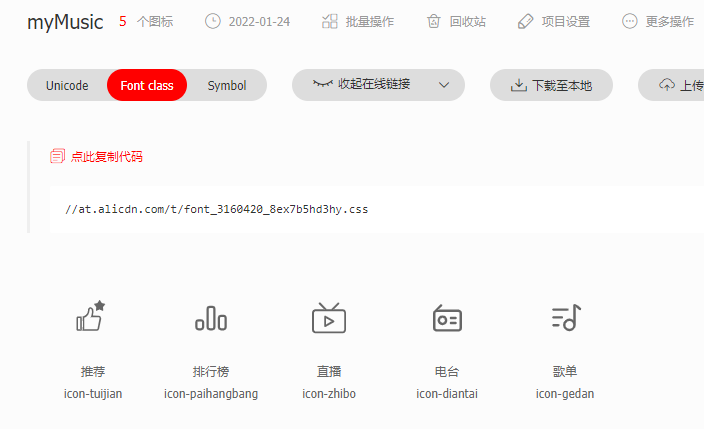 myMusic 5 个图标 2022-01-24 批量操作 回收站 项目设置 更多操作
Unicode Font class Symbol 收起在线链接 下载至本地 上传
点此复制代码
//at.alicdn.com/t/font_3160420_8ex7b5hd3hy.css
推荐 排行榜 直播 电台 歌单
icon-tuijian icon-paihangbang icon-zhibo icon-diantai icon-gedan